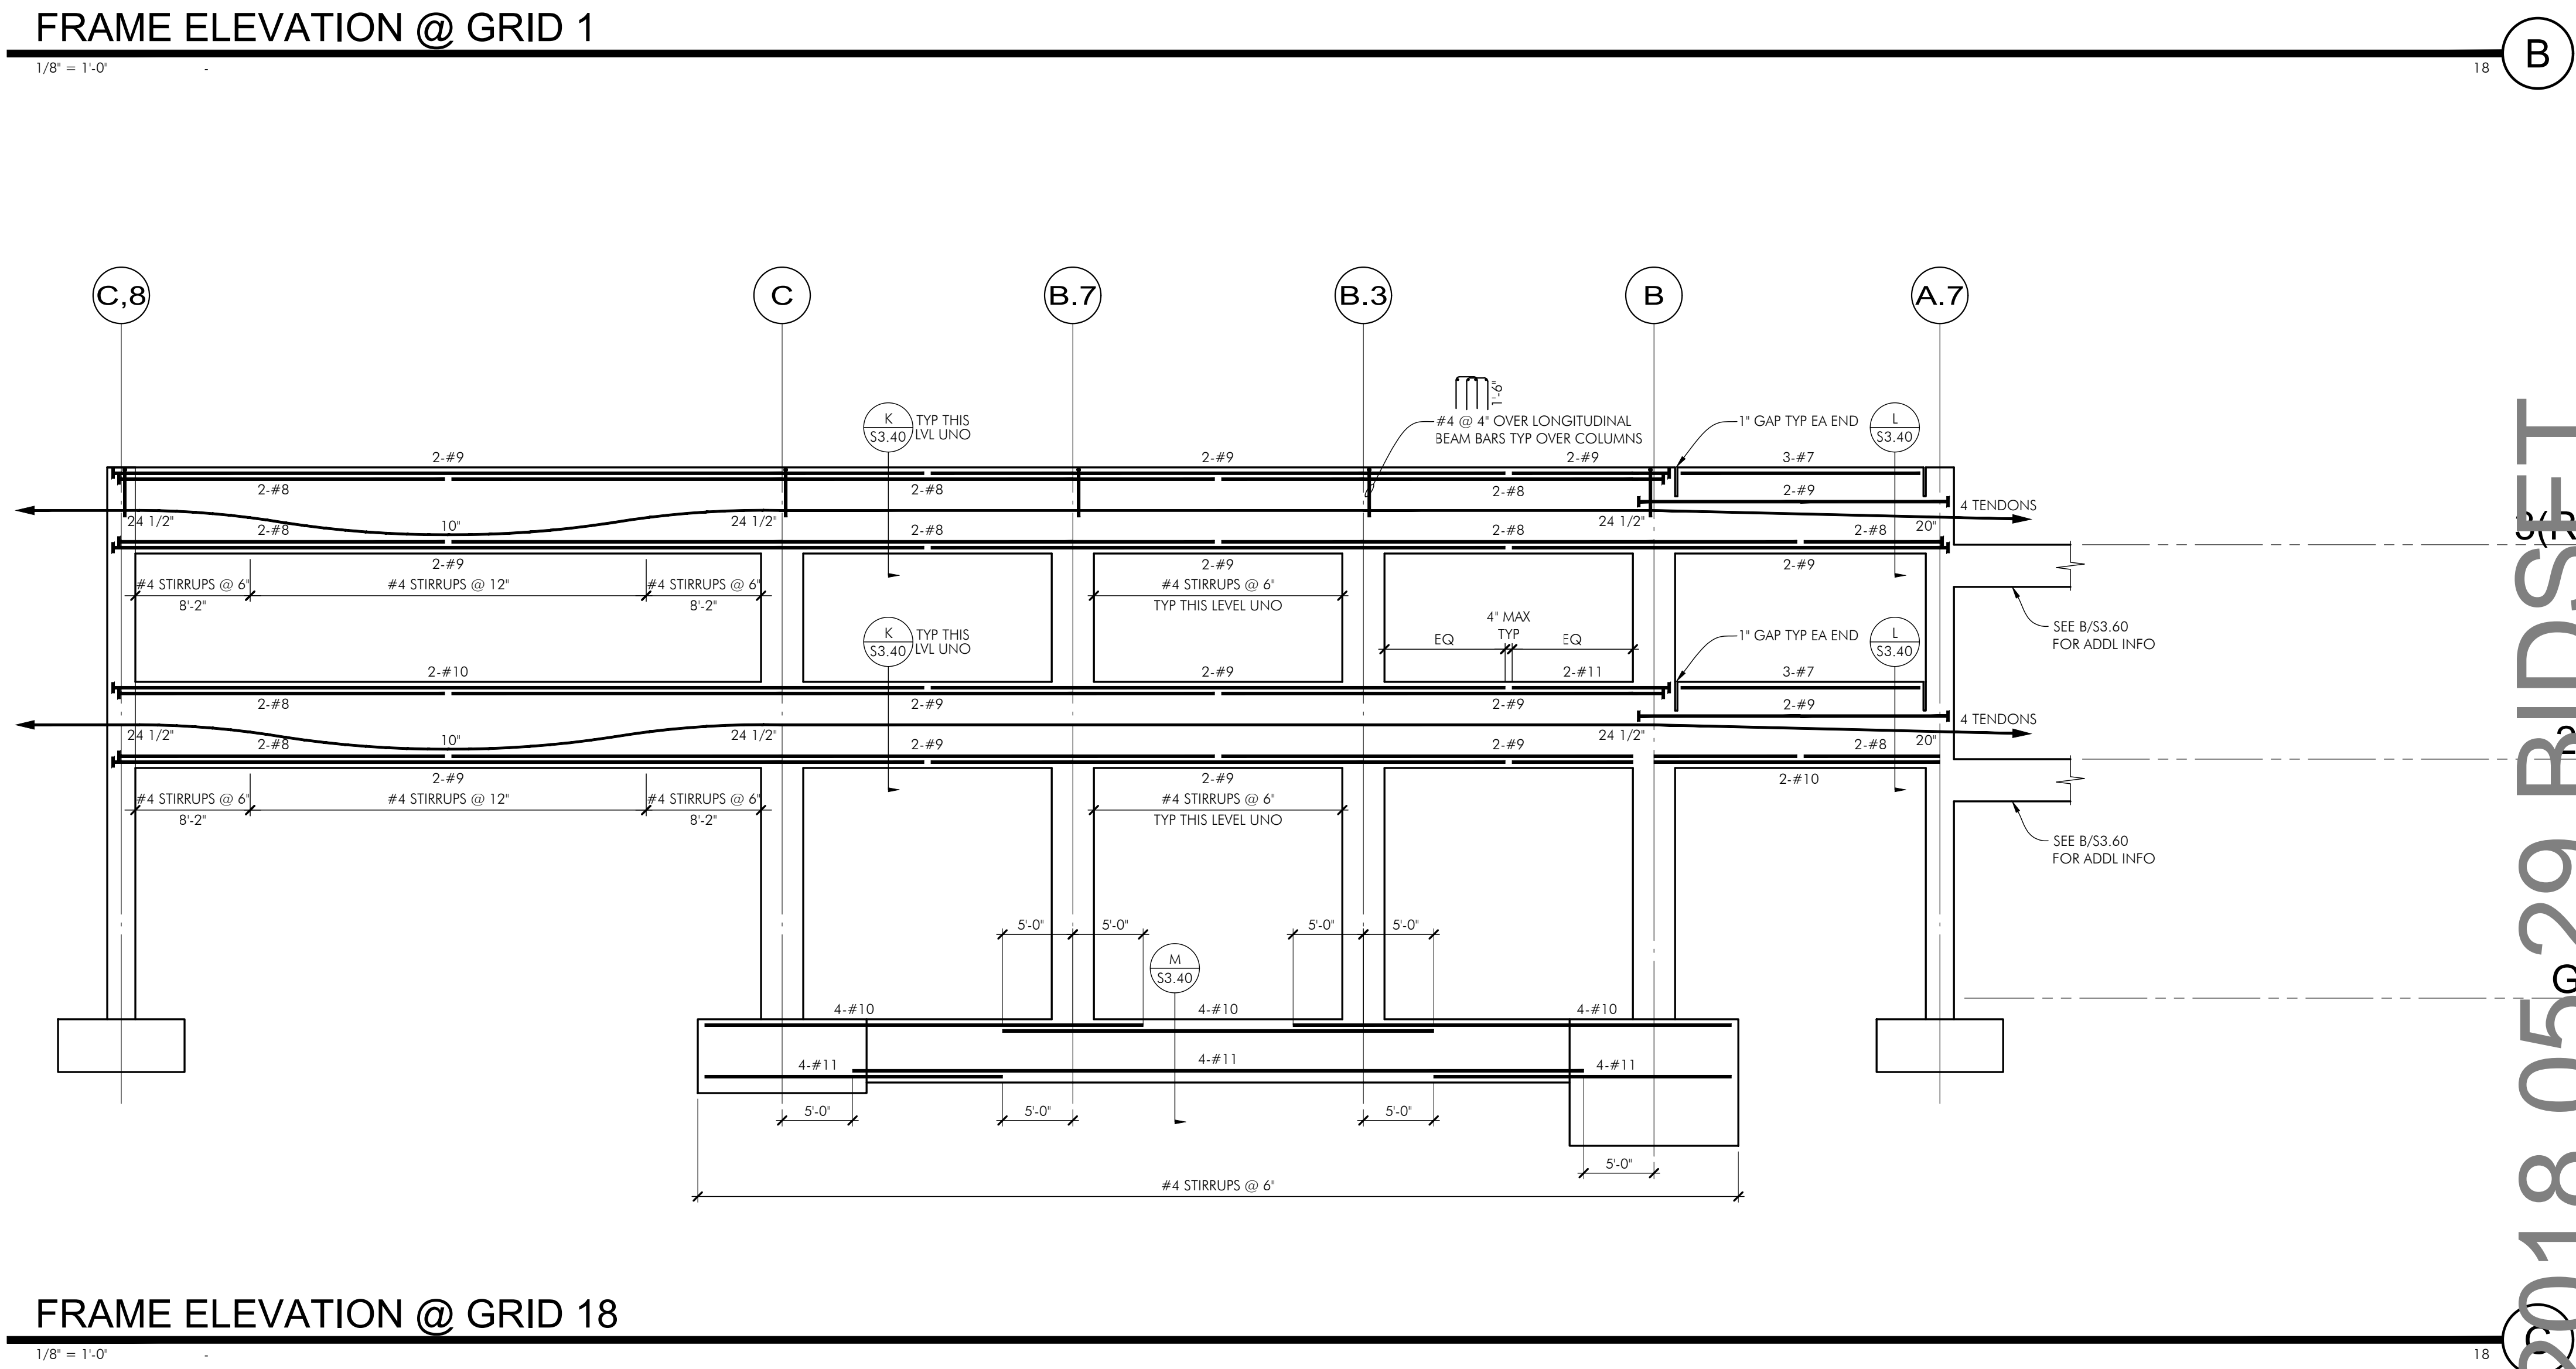 FRAME ELEVATION @ GRID 1
1/8" = 1'-0" -
18
B
C,8
C
B.7
B.3
B
A.7
1'-6"
K
S3.40
TYP THIS
LVL UNO
#4 @ 4" OVER LONGITUDINAL
BEAM BARS TYP OVER COLUMNS
1" GAP TYP EA END
L
S3.40
2-#9 2-#9 2-#9 3-#7
2-#8 2-#8 2-#8 2-#9
4 TENDONS
24 1/2" 10" 24 1/2" 24 1/2" 20"
2-#8 2-#8 2-#8 2-#8
2-#9 2-#9 2-#9
#4 STIRRUPS @ 6" #4 STIRRUPS @ 12" #4 STIRRUPS @ 6" #4 STIRRUPS @ 6"
8'-2" 8'-2" TYP THIS LEVEL UNO
4" MAX
TYP
EQ EQ
SEE B/S3.60
FOR ADDL INFO
K
S3.40
TYP THIS
LVL UNO
1" GAP TYP EA END
L
S3.40
2-#10 2-#9 2-#11 3-#7
2-#8 2-#9 2-#9 2-#9
4 TENDONS
24 1/2" 10" 24 1/2" 24 1/2" 20"
2-#8 2-#9 2-#9 2-#8
2-#9 2-#9 2-#10
#4 STIRRUPS @ 6" #4 STIRRUPS @ 12" #4 STIRRUPS @ 6" #4 STIRRUPS @ 6"
8'-2" 8'-2" TYP THIS LEVEL UNO
SEE B/S3.60
FOR ADDL INFO
5'-0" 5'-0" 5'-0" 5'-0"
M
S3.40
4-#10 4-#10 4-#10
4-#11 4-#11 4-#11
5'-0" 5'-0" 5'-0"
5'-0"
#4 STIRRUPS @ 6"
FRAME ELEVATION @ GRID 18
1/8" = 1'-0" -
18
C
2018 05 29 BIDSET